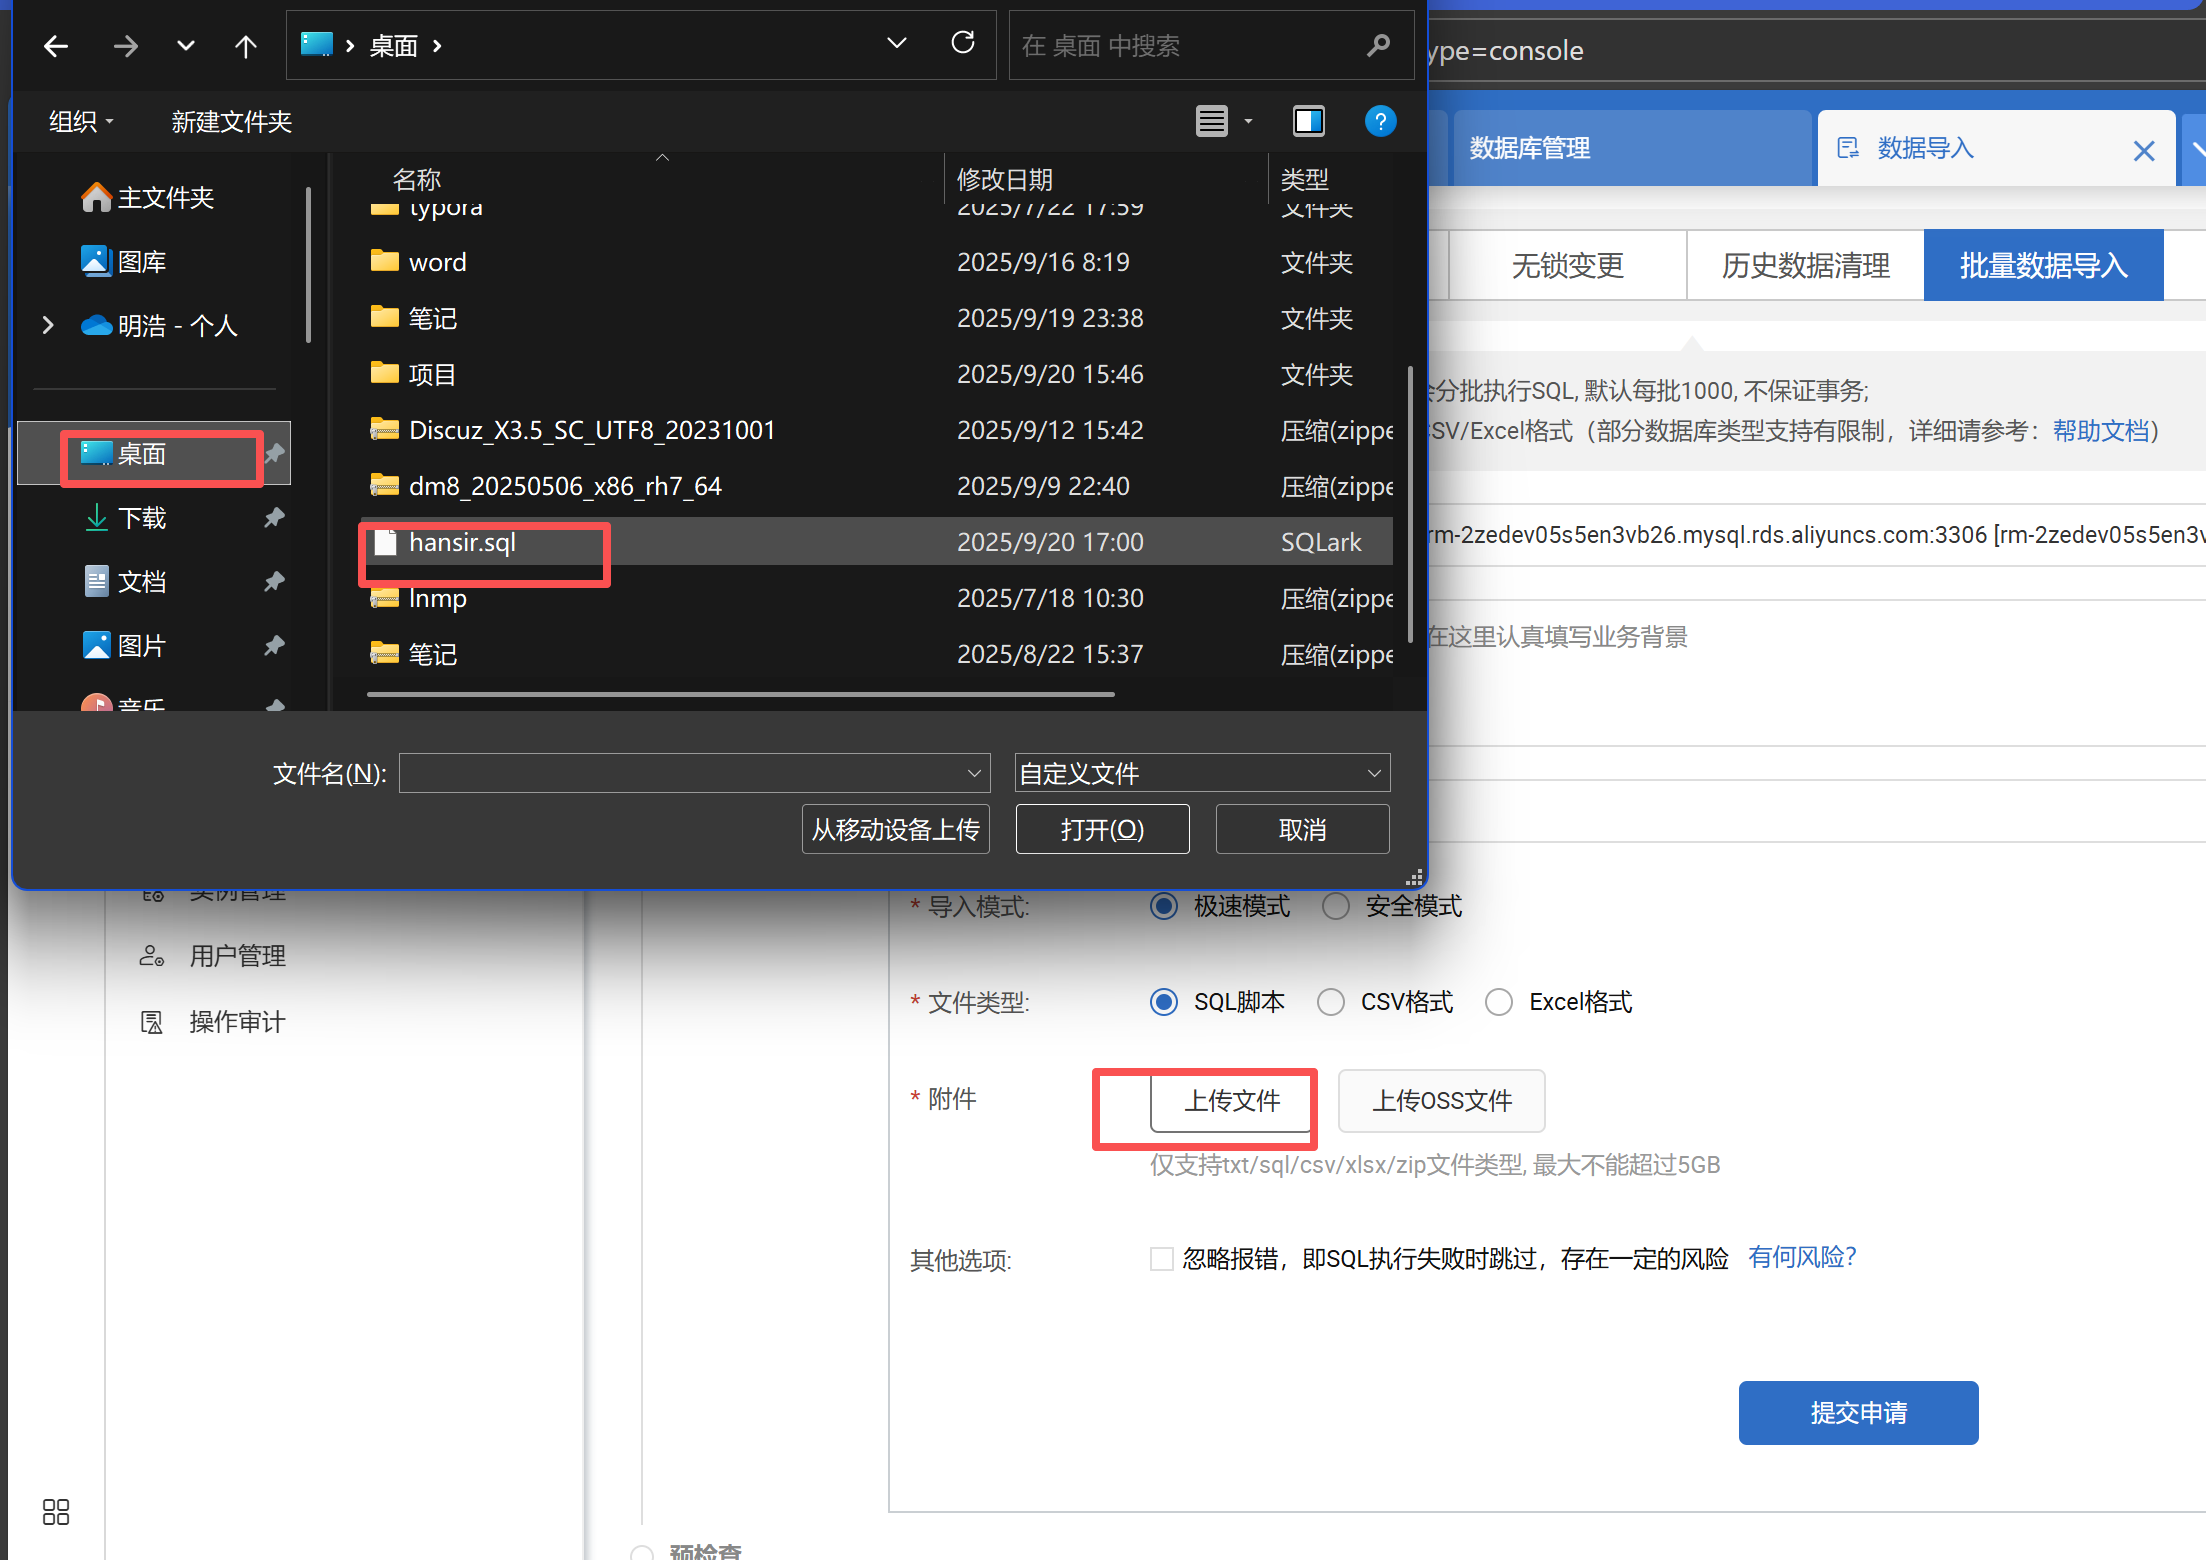 桌面
在 桌面 中搜索
ype=console
组织
新建文件夹
数据库管理
数据导入
主文件夹
图库
明浩 - 个人
桌面
下载
文档
图片
音乐
名称
修改日期
类型
typora
2025/7/22 17:59
文件夹
word
2025/9/16 8:19
文件夹
笔记
2025/9/19 23:38
文件夹
项目
2025/9/20 15:46
文件夹
Discuz_X3.5_SC_UTF8_20231001
2025/9/12 15:42
压缩(zippe
dm8_20250506_x86_rh7_64
2025/9/9 22:40
压缩(zippe
hansir.sql
2025/9/20 17:00
SQLark
lnmp
2025/7/18 10:30
压缩(zippe
笔记
2025/8/22 15:37
压缩(zippe
文件名(N):
自定义文件
从移动设备上传
打开(O)
取消
无锁变更
历史数据清理
批量数据导入
分批执行SQL, 默认每批1000, 不保证事务;
SV/Excel格式（部分数据库类型支持有限制，详细请参考：帮助文档)
rm-2zedev05s5en3vb26.mysql.rds.aliyuncs.com:3306 [rm-2zedev05s5en3v
在这里认真填写业务背景
实例管理
用户管理
操作审计
* 导入模式:
极速模式
安全模式
* 文件类型:
SQL脚本
CSV格式
Excel格式
* 附件
上传文件
上传OSS文件
仅支持txt/sql/csv/xlsx/zip文件类型, 最大不能超过5GB
其他选项:
忽略报错，即SQL执行失败时跳过，存在一定的风险
有何风险?
提交申请
预检查